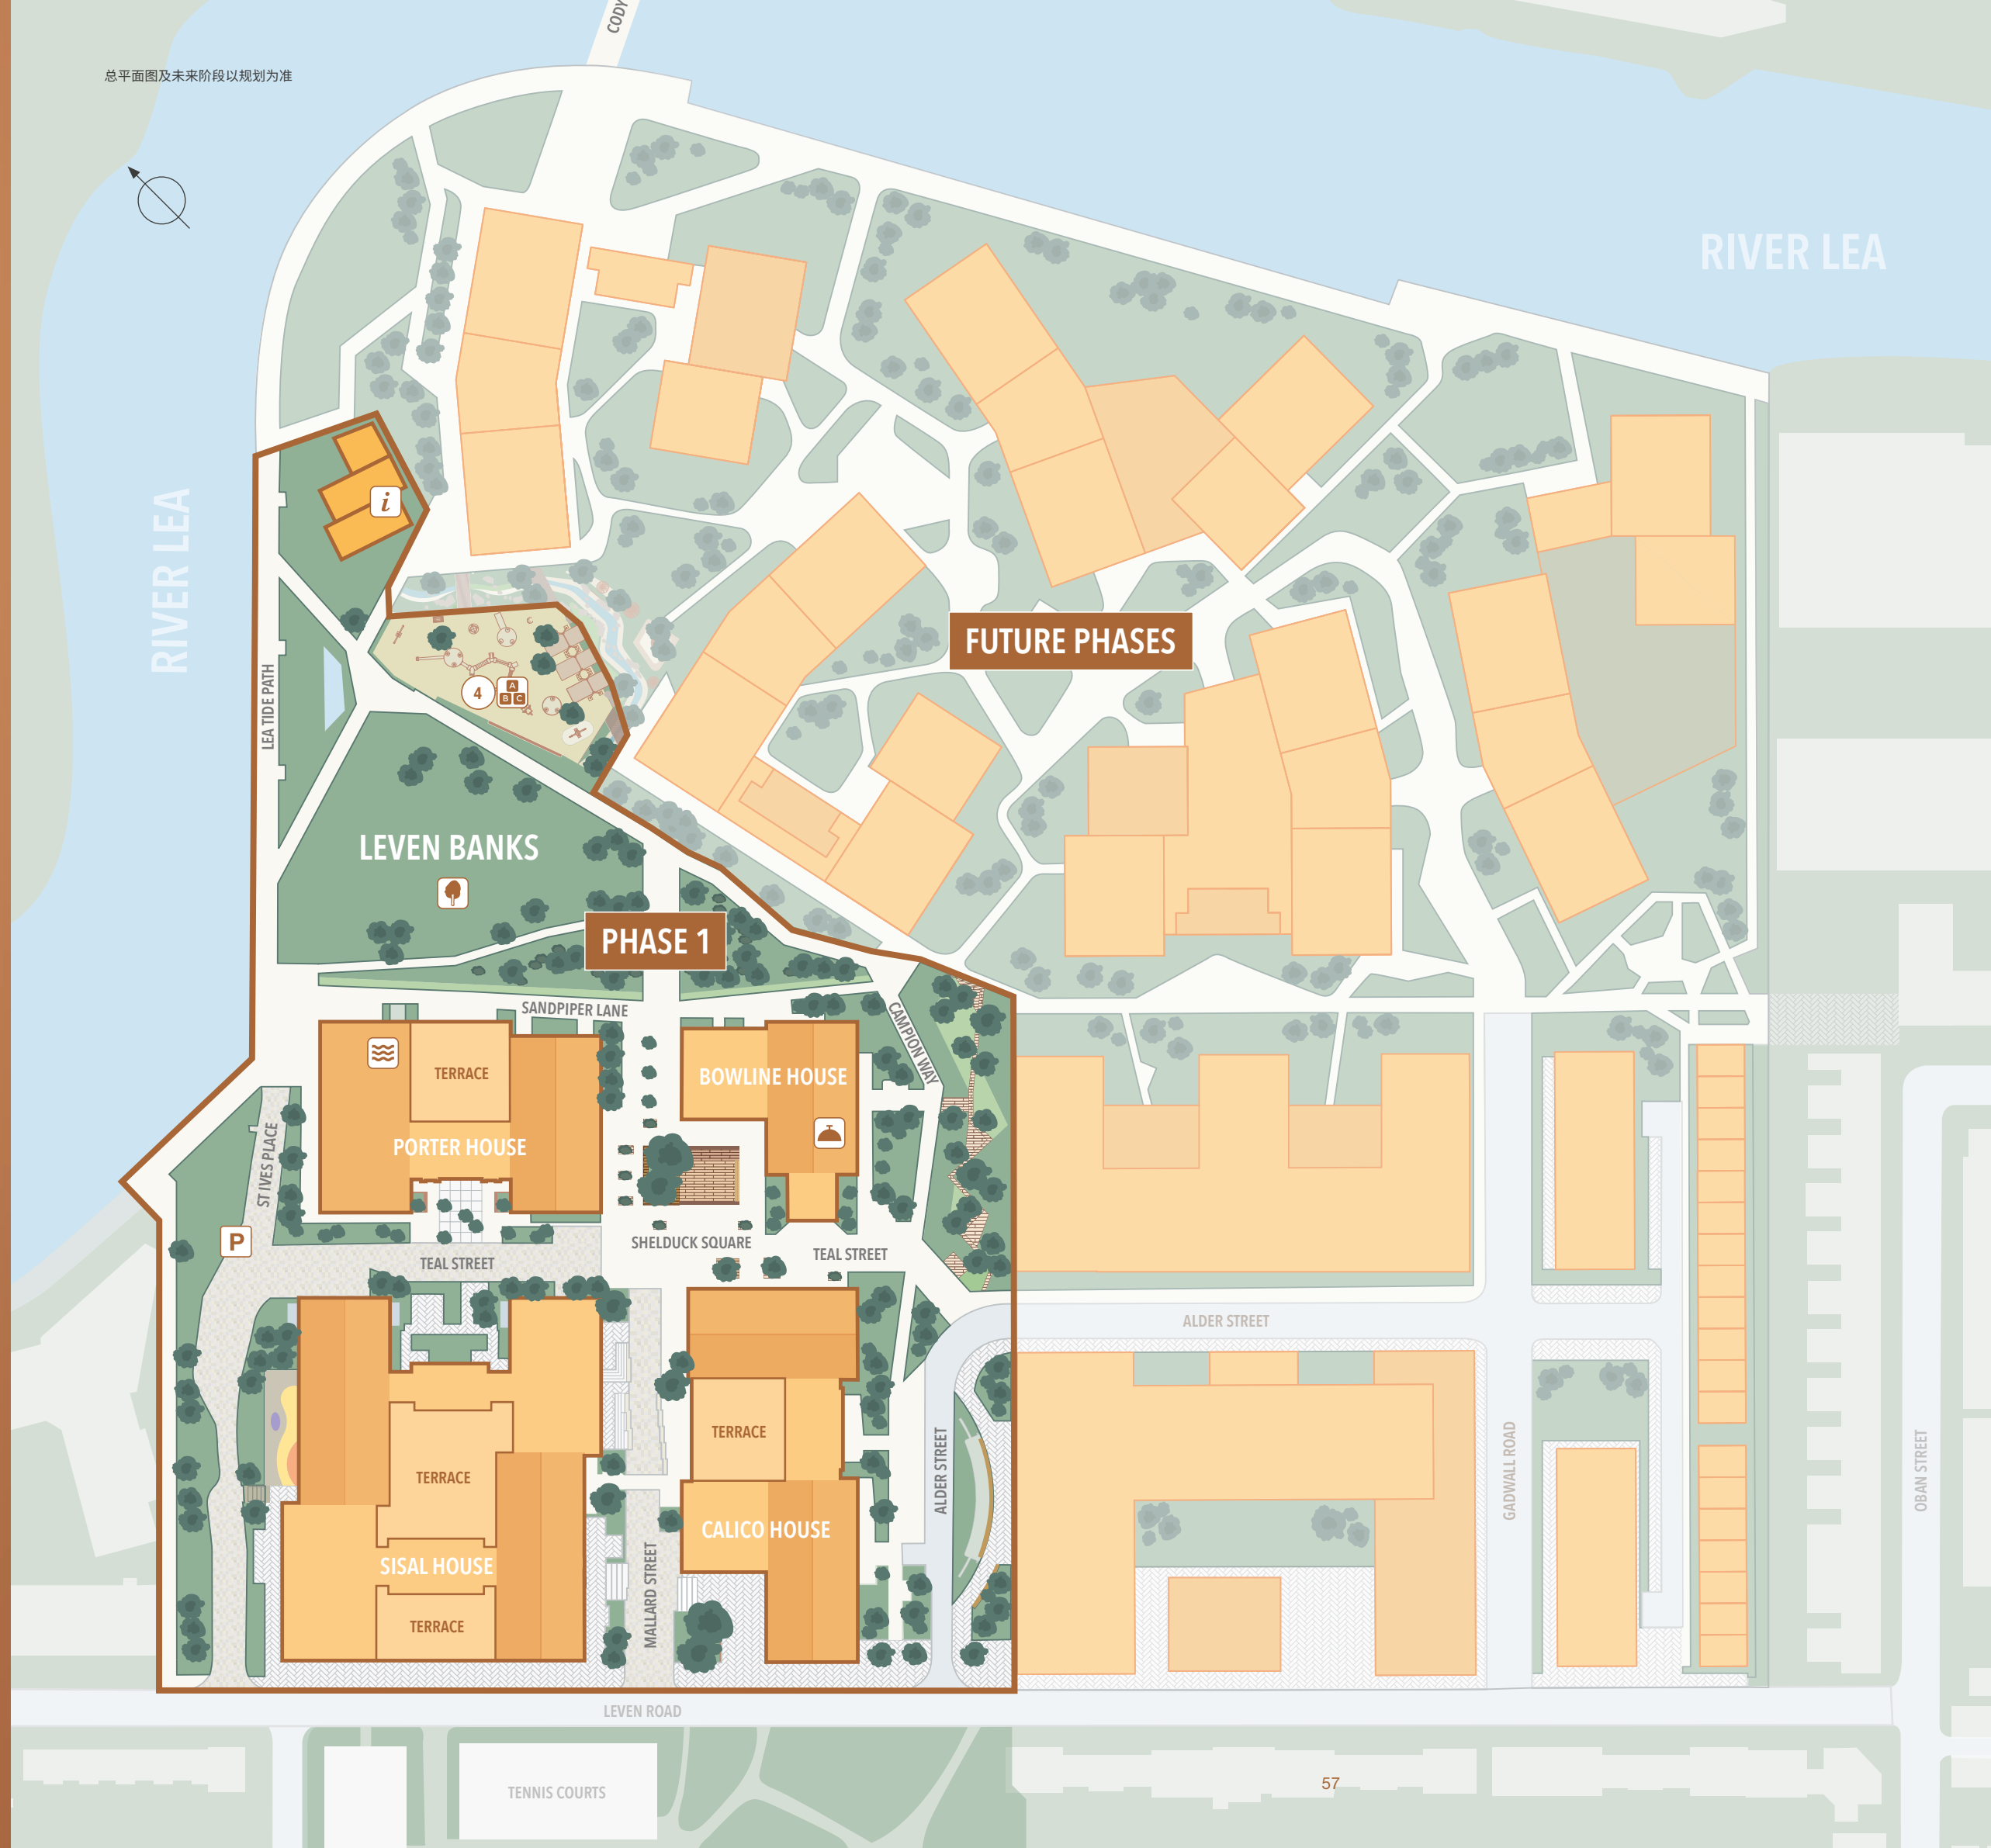 CODY
总平面图及未来阶段以规划为准
RIVER LEA
RIVER LEA
i
FUTURE PHASES
LEA TIDE PATH
4
A
B C
LEVEN BANKS
PHASE 1
SANDPIPER LANE
CAMPION WAY
TERRACE
BOWLINE HOUSE
PORTER HOUSE
ST IVES PLACE
P
SHELDUCK SQUARE
TEAL STREET
TEAL STREET
ALDER STREET
TERRACE
TERRACE
ALDER STREET
GADWALL ROAD
OBAN STREET
CALICO HOUSE
SISAL HOUSE
MALLARD STREET
TERRACE
LEVEN ROAD
57
TENNIS COURTS